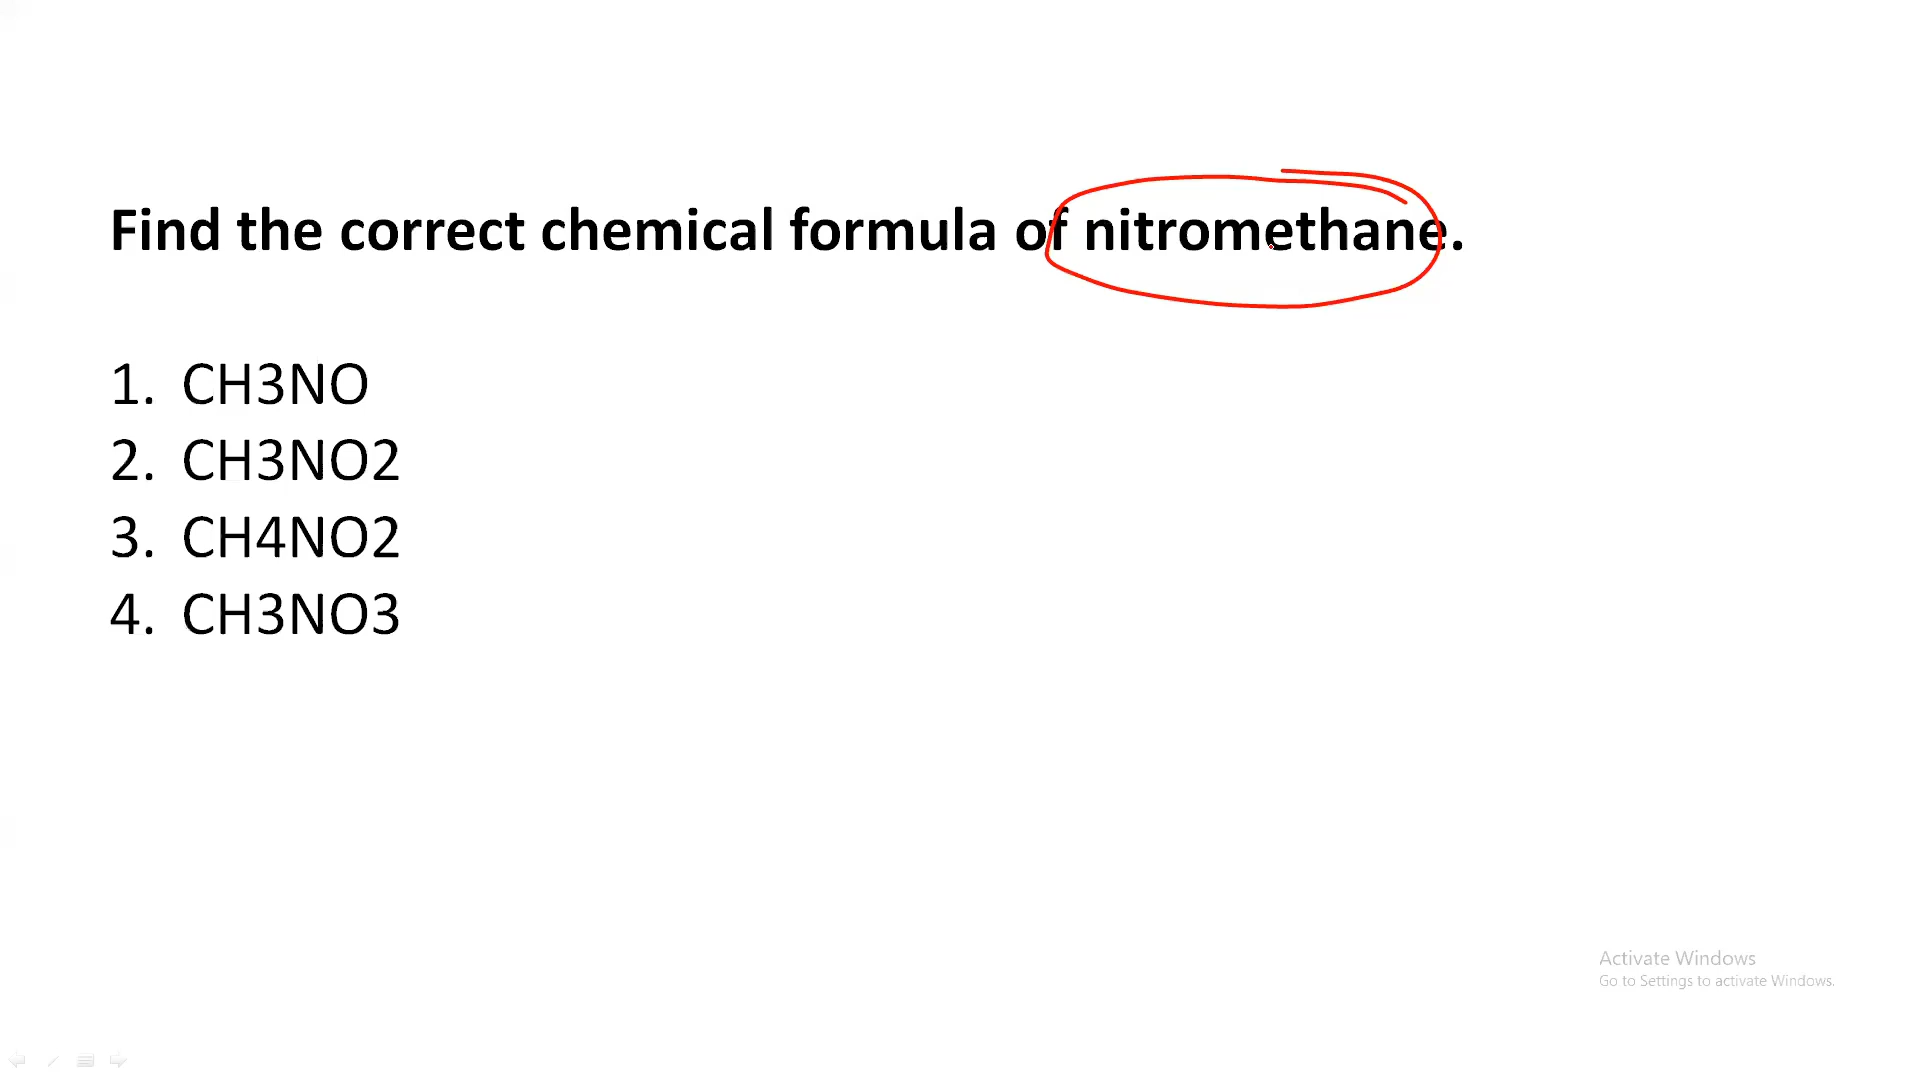 Find the correct chemical formula of nitromethane.
1. CH3NO
2. CH3NO2
3. CH4NO2
4. CH3NO3
Activate Windows
Go to Settings to activate Windows.